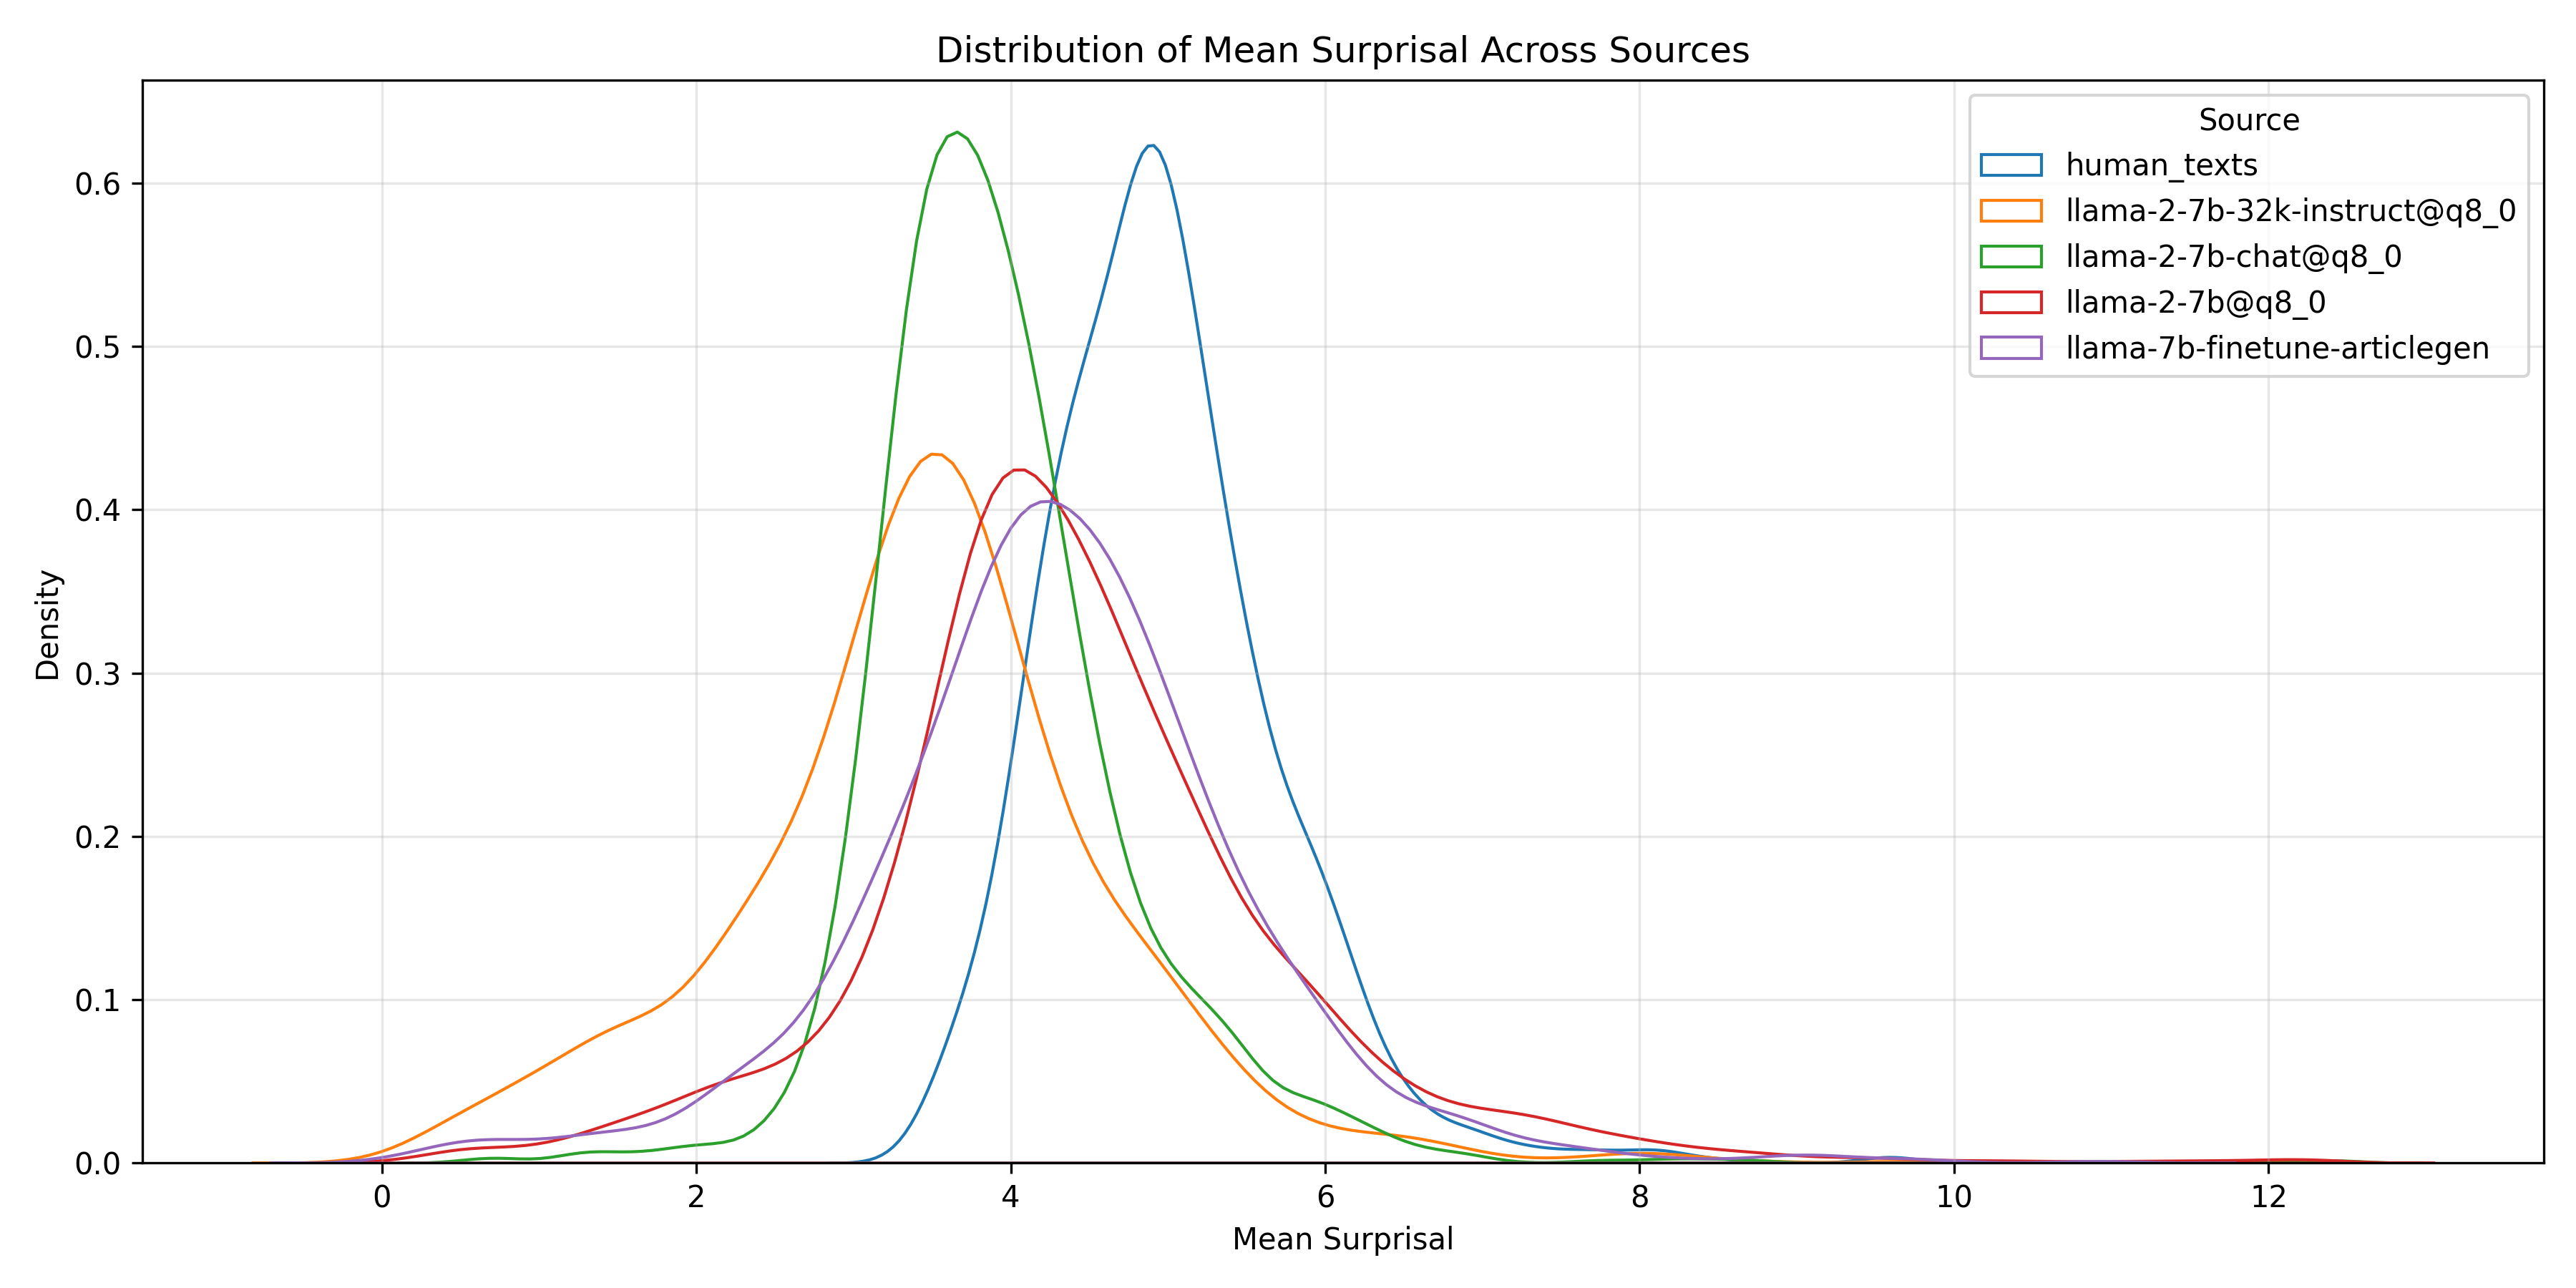 Distribution of Mean Surprisal Across Sources
Source
human_texts
llama-2-7b-32k-instruct@q8_0
llama-2-7b-chat@q8_0
llama-2-7b@q8_0
llama-7b-finetune-articlegen
Density
0.6
0.5
0.4
0.3
0.2
0.1
0.0
0 2 4 6 8 10 12
Mean Surprisal